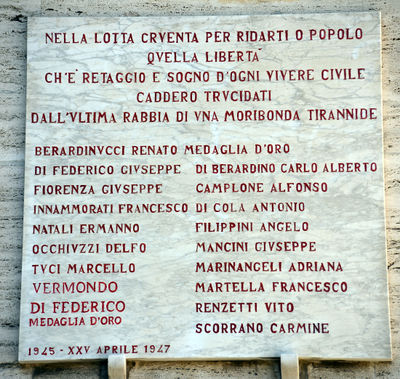 NELLA LOTTA CRVENTA PER RIDARTI O POPOLO
QVELLA LIBERTA'
CH'E' RETAGGIO E SOGNO D'OGNI VIVERE CIVILE
CADDERO TRVCIDATI
DALL'VLTIMA RABBIA DI VNA MORIBONDA TIRANNIDE
BERARDINVCCI RENATO MEDAGLIA D'ORO
DI FEDERICO GIVSEPPE DI BERARDINO CARLO ALBERTO
FIORENZA GIVSEPPE CAMPLONE ALFONSO
INNAMMORATI FRANCESCO DI COLA ANTONIO
NATALI ERMANNO FILIPPINI ANGELO
OCCHIVZZI DELFO MANCINI GIVSEPPE
TVCI MARCELLO MARINANGELI ADRIANA
VERMONDO MARTELLA FRANCESCO
DI FEDERICO RENZETTI VITO
MEDAGLIA D'ORO
SCORRANO CARMINE
1945 - XXV APRILE 1947